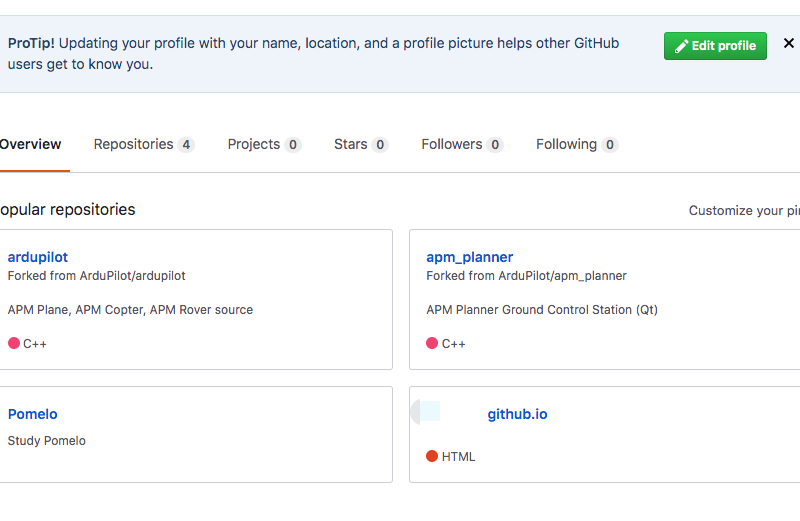 ProTip! Updating your profile with your name, location, and a profile picture helps other GitHub
users get to know you.
Edit profile
Overview
Repositories 4
Projects 0
Stars 0
Followers 0
Following 0
opular repositories
Customize your
ardupilot
Forked from ArduPilot/ardupilot
APM Plane, APM Copter, APM Rover source
C++
apm_planner
Forked from ArduPilot/apm_planner
APM Planner Ground Control Station (Qt)
C++
Pomelo
Study Pomelo
github.io
HTML